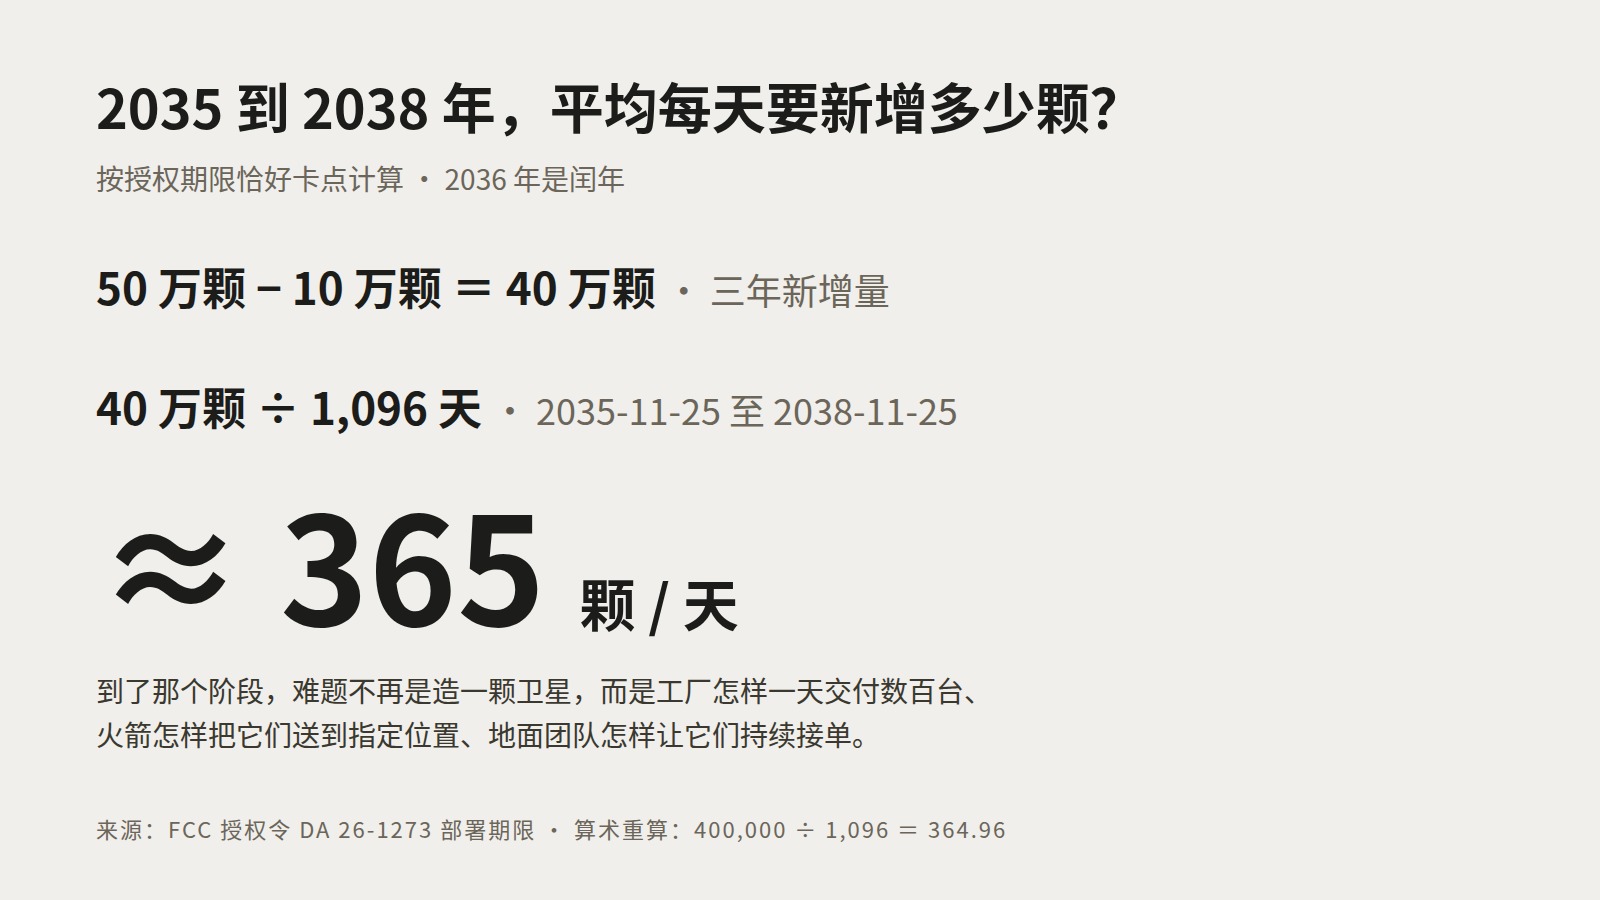 2035 到 2038 年，平均每天要新增多少颗？
按授权期限恰好卡点计算 · 2036 年是闰年
50 万颗 − 10 万颗 ＝ 40 万颗 · 三年新增量
40 万颗 ÷ 1,096 天 · 2035-11-25 至 2038-11-25
≈ 365 颗 / 天
到了那个阶段，难题不再是造一颗卫星，而是工厂怎样一天交付数百台、
火箭怎样把它们送到指定位置、地面团队怎样让它们持续接单。
来源：FCC 授权令 DA 26-1273 部署期限 · 算术重算：400,000 ÷ 1,096 ＝ 364.96